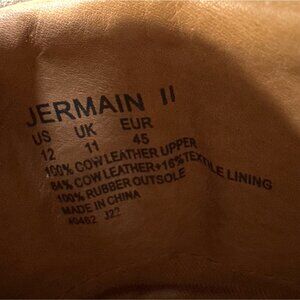 JERMAIN II
US UK EUR
12 11 45
100% COW LEATHER UPPER
84% COW LEATHER+16% TEXTILE LINING
100% RUBBER OUTSOLE
MADE IN CHINA
40462 J22